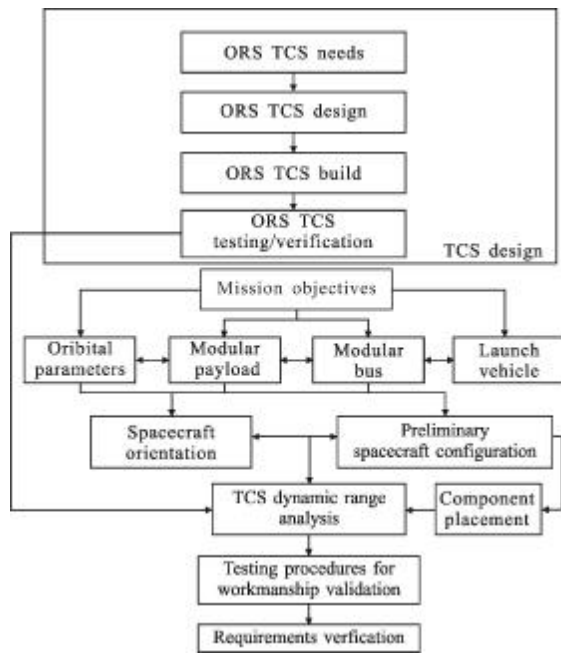 ORS TCS needs
ORS TCS design
ORS TCS build
ORS TCS
testing/verification
TCS design
Mission objectives
Oribital
parameters
Modular
payload
Modular
bus
Launch
vehicle
Spacecraft
orientation
Preliminary
spacecraft configuration
TCS dynamic range
analysis
Component
placement
Testing procedures for
workmanship validation
Requirements verfication